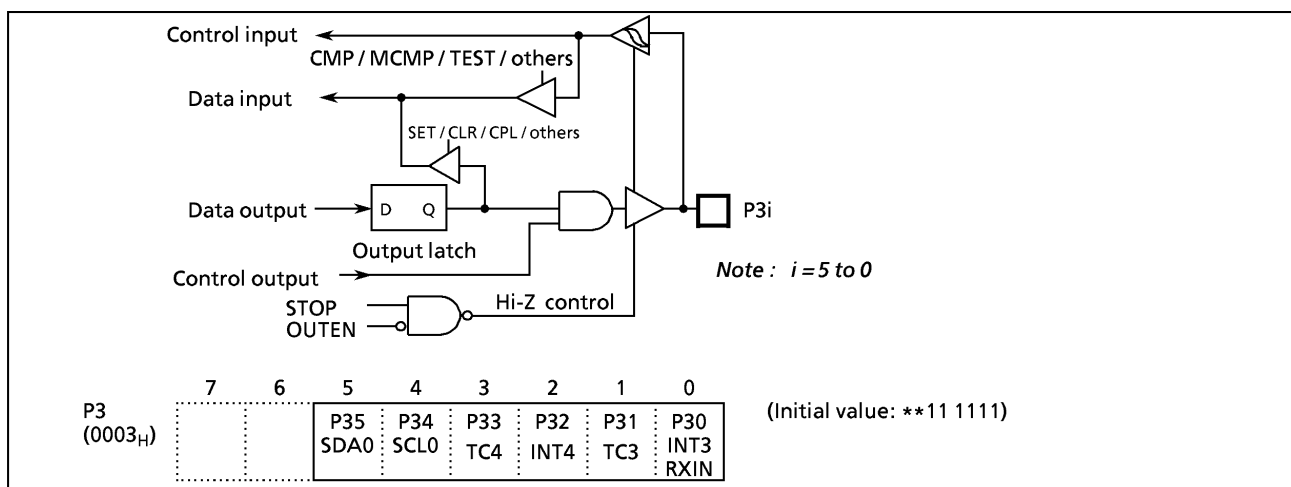 Control input
CMP / MCMP / TEST / others
Data input
SET / CLR / CPL / others
Data output
D Q
P3i
Output latch
Control output
Note : i = 5 to 0
STOP
OUTEN
Hi-Z control
7 6 5 4 3 2 1 0
P3
(0003H)
P35 P34 P33 P32 P31 P30
SDA0 SCL0 TC4 INT4 TC3 INT3
RXIN
(Initial value: **11 1111)